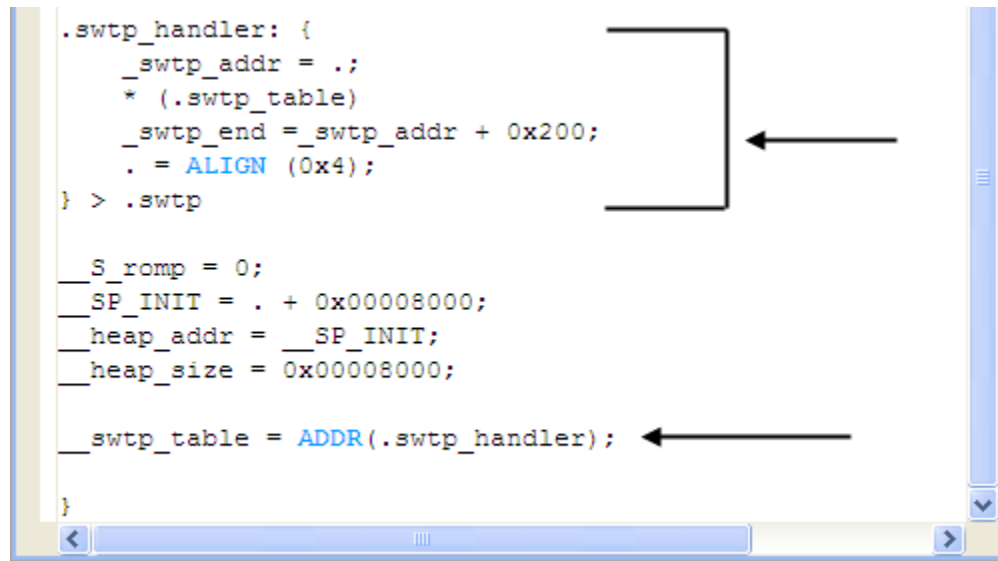 .swtp_handler: {
_swtp_addr = .;
* (.swtp_table)
_swtp_end =_swtp_addr + 0x200;
. = ALIGN (0x4);
} > .swtp
__S_romp = 0;
__SP_INIT = . + 0x00008000;
__heap_addr = __SP_INIT;
__heap_size = 0x00008000;
__swtp_table = ADDR(.swtp_handler);
}